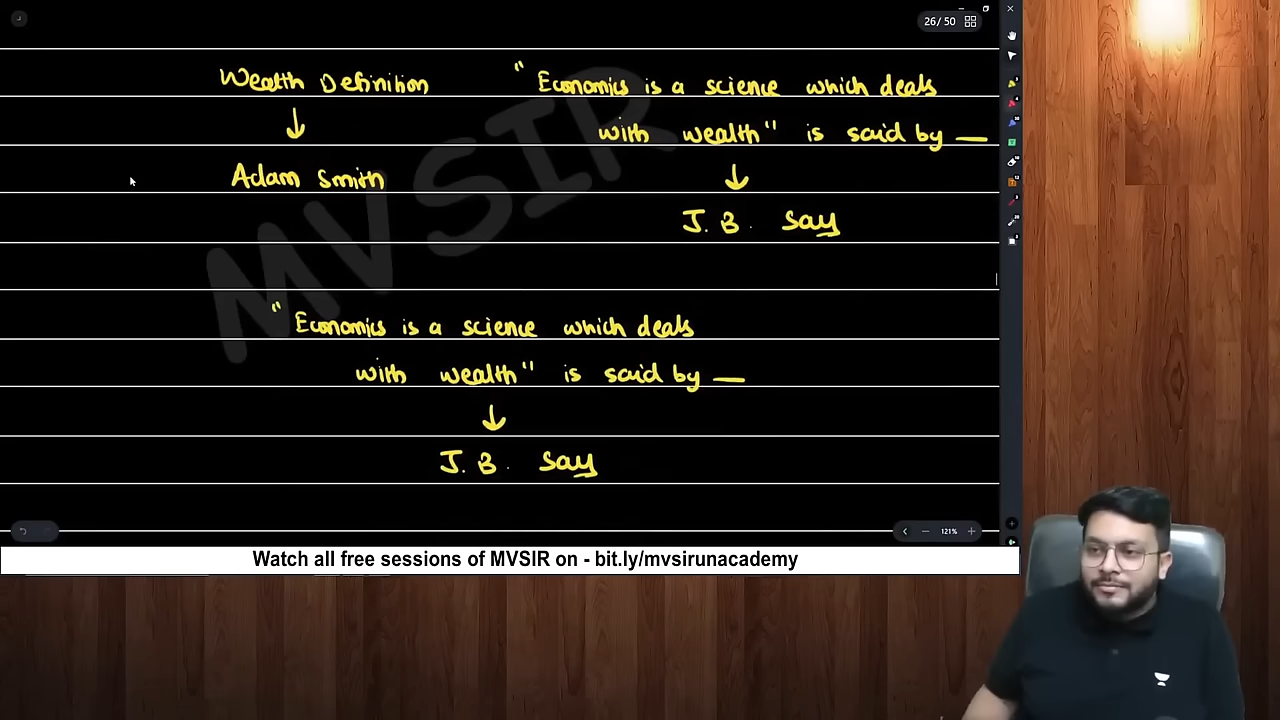 26/ 50
Wealth Definition
↓
Adam Smith
" Economics is a science which deals
with wealth" is said by —
↓
J. B. Say
MVSIR
" Economics is a science which deals
with wealth" is said by —
↓
J. B. Say
121%
Watch all free sessions of MVSIR on - bit.ly/mvsirunacademy